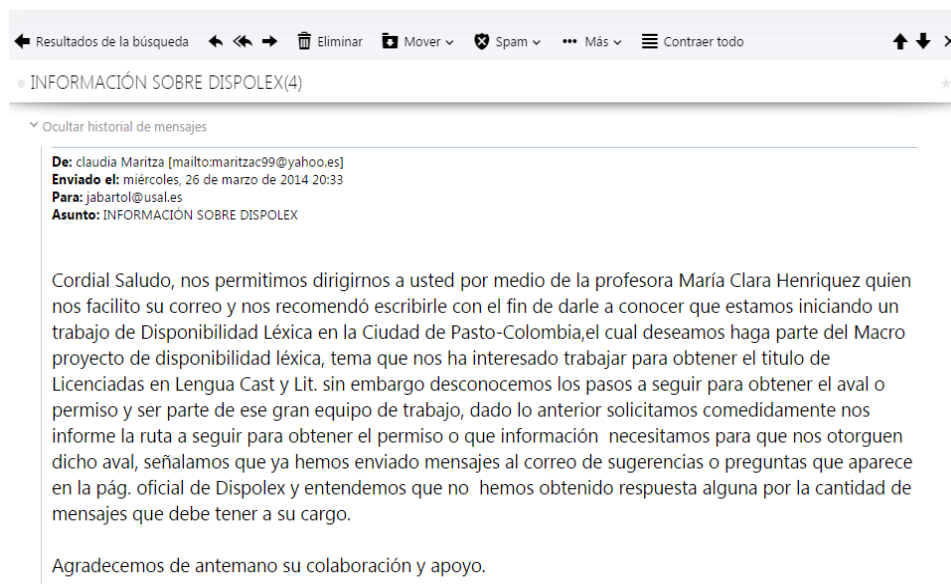 Resultados de la búsqueda Eliminar Mover Spam Más Contraer todo
INFORMACIÓN SOBRE DISPOLEX(4)
Ocultar historial de mensajes
De: claudia Maritza [mailto:maritzac99@yahoo.es]
Enviado el: miércoles, 26 de marzo de 2014 20:33
Para: jabartol@usal.es
Asunto: INFORMACIÓN SOBRE DISPOLEX
Cordial Saludo, nos permitimos dirigirnos a usted por medio de la profesora María Clara Henriquez quien
nos facilito su correo y nos recomendó escribirle con el fin de darle a conocer que estamos iniciando un
trabajo de Disponibilidad Léxica en la Ciudad de Pasto-Colombia,el cual deseamos haga parte del Macro
proyecto de disponibilidad léxica, tema que nos ha interesado trabajar para obtener el titulo de
Licenciadas en Lengua Cast y Lit. sin embargo desconocemos los pasos a seguir para obtener el aval o
permiso y ser parte de ese gran equipo de trabajo, dado lo anterior solicitamos comedidamente nos
informe la ruta a seguir para obtener el permiso o que información  necesitamos para que nos otorguen
dicho aval, señalamos que ya hemos enviado mensajes al correo de sugerencias o preguntas que aparece
en la pág. oficial de Dispolex y entendemos que no  hemos obtenido respuesta alguna por la cantidad de
mensajes que debe tener a su cargo.
Agradecemos de antemano su colaboración y apoyo.